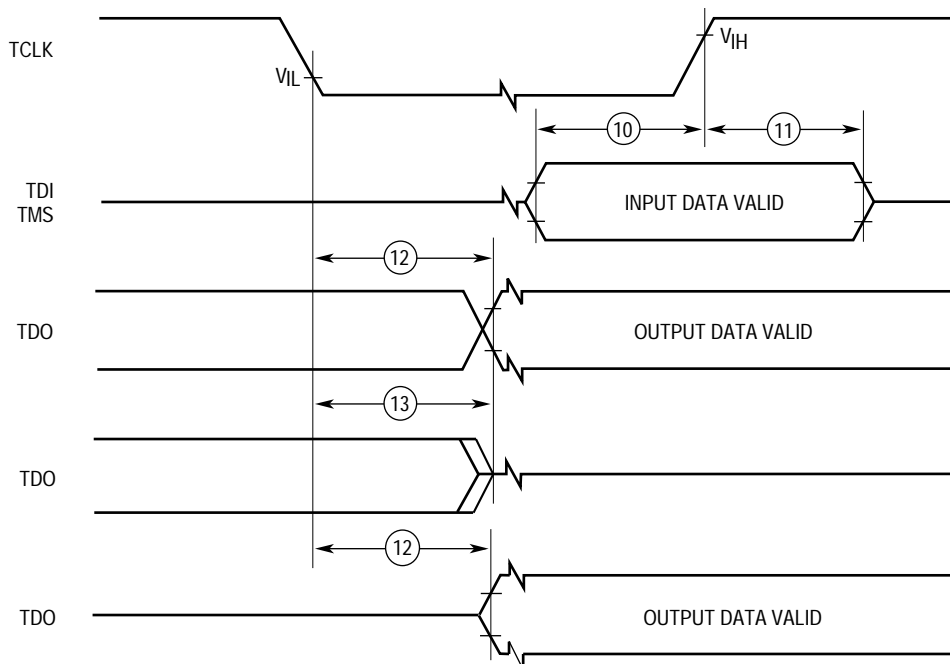 TCLK
VIL
VIH
10
11
TDI
TMS
INPUT DATA VALID
12
TDO
OUTPUT DATA VALID
13
TDO
12
TDO
OUTPUT DATA VALID